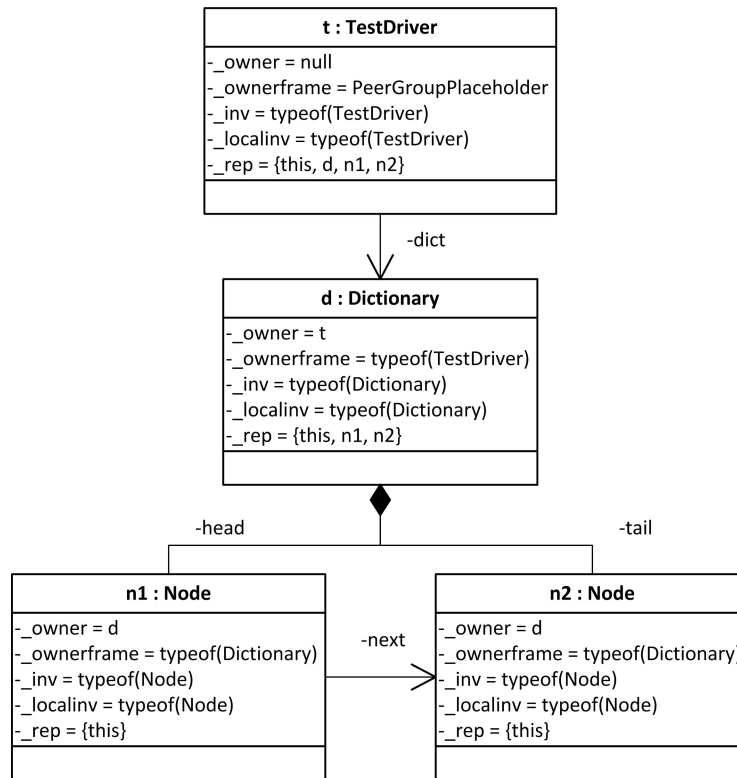 t : TestDriver
-_owner = null
-_ownerframe = PeerGroupPlaceholder
-_inv = typeof(TestDriver)
-_localinv = typeof(TestDriver)
-_rep = {this, d, n1, n2}
-dict
d : Dictionary
-_owner = t
-_ownerframe = typeof(TestDriver)
-_inv = typeof(Dictionary)
-_localinv = typeof(Dictionary)
-_rep = {this, n1, n2}
-head
-tail
n1 : Node
-_owner = d
-_ownerframe = typeof(Dictionary)
-_inv = typeof(Node)
-_localinv = typeof(Node)
-_rep = {this}
-next
n2 : Node
-_owner = d
-_ownerframe = typeof(Dictionary)
-_inv = typeof(Node)
-_localinv = typeof(Node)
-_rep = {this}